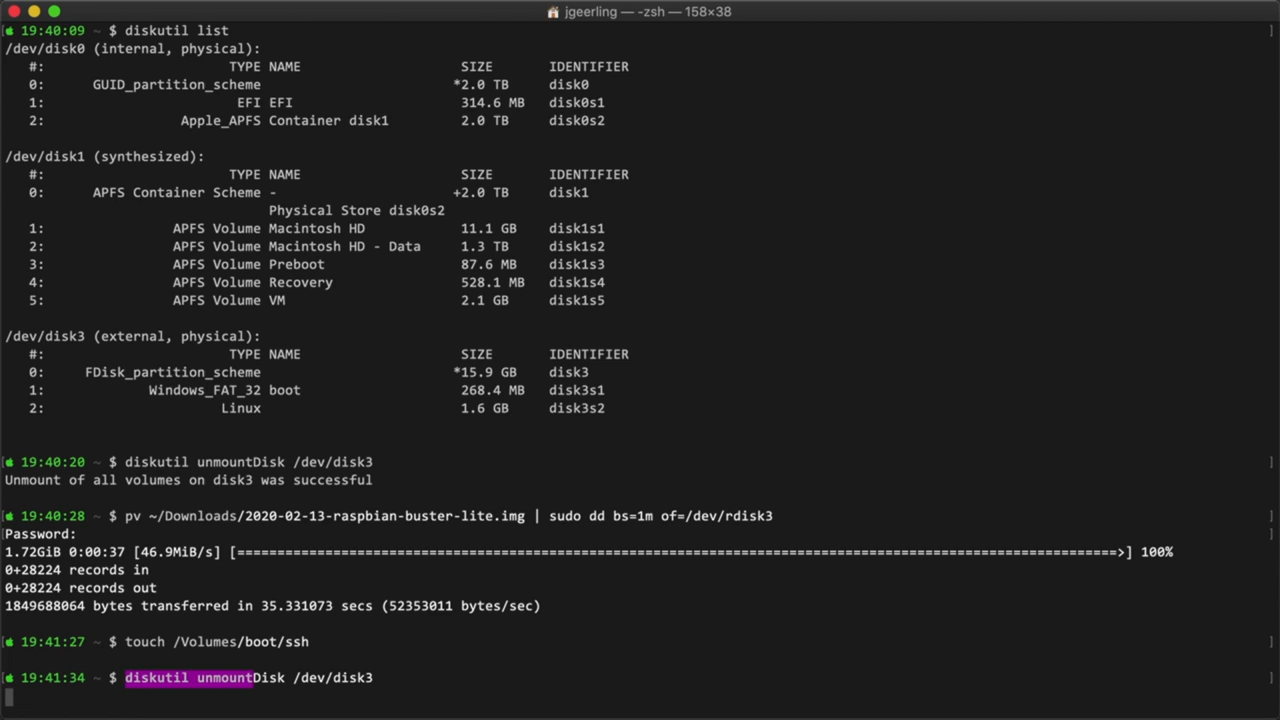 jgeerling — -zsh — 158×38
19:40:09 ~ $ diskutil list
/dev/disk0 (internal, physical):
   #:                       TYPE NAME                    SIZE       IDENTIFIER
   0:      GUID_partition_scheme                        *2.0 TB     disk0
   1:                        EFI EFI                     314.6 MB   disk0s1
   2:                 Apple_APFS Container disk1         2.0 TB     disk0s2
/dev/disk1 (synthesized):
   #:                       TYPE NAME                    SIZE       IDENTIFIER
   0:      APFS Container Scheme -                      +2.0 TB     disk1
                                 Physical Store disk0s2
   1:                APFS Volume Macintosh HD            11.1 GB    disk1s1
   2:                APFS Volume Macintosh HD - Data     1.3 TB     disk1s2
   3:                APFS Volume Preboot                 87.6 MB    disk1s3
   4:                APFS Volume Recovery                528.1 MB   disk1s4
   5:                APFS Volume VM                      2.1 GB     disk1s5
/dev/disk3 (external, physical):
   #:                       TYPE NAME                    SIZE       IDENTIFIER
   0:     FDisk_partition_scheme                        *15.9 GB    disk3
   1:             Windows_FAT_32 boot                    268.4 MB   disk3s1
   2:                      Linux                         1.6 GB     disk3s2
19:40:20 ~ $ diskutil unmountDisk /dev/disk3
Unmount of all volumes on disk3 was successful
19:40:28 ~ $ pv ~/Downloads/2020-02-13-raspbian-buster-lite.img | sudo dd bs=1m of=/dev/rdisk3
Password:
1.72GiB 0:00:37 [46.9MiB/s] [==============================================================================================================>] 100%
0+28224 records in
0+28224 records out
1849688064 bytes transferred in 35.331073 secs (52353011 bytes/sec)
19:41:27 ~ $ touch /Volumes/boot/ssh
19:41:34 ~ $ diskutil unmountDisk /dev/disk3